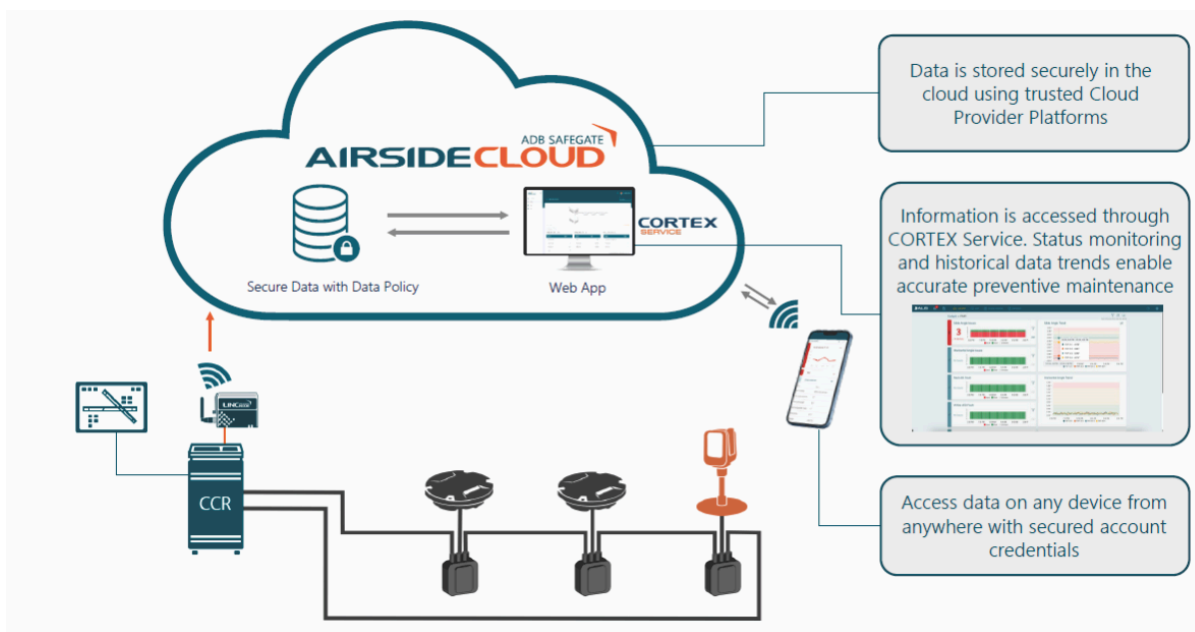 ADB SAFEGATE
AIRSIDECLOUD
CORTEX
SERVICE
Secure Data with Data Policy
Web App
CCR
Data is stored securely in the
cloud using trusted Cloud
Provider Platforms
Information is accessed through
CORTEX Service. Status monitoring
and historical data trends enable
accurate preventive maintenance
3
Access data on any device from
anywhere with secured account
credentials